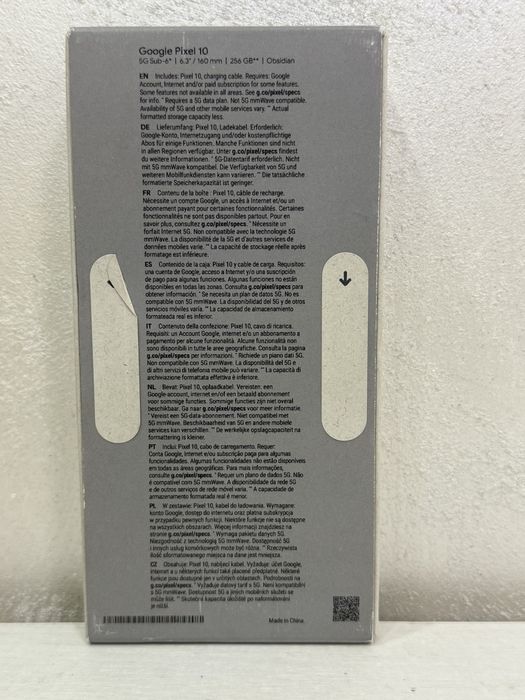 Google Pixel 10
5G Sub-6* | 6.3" / 160 mm | 256 GB** | Obsidian
EN Includes: Pixel 10, charging cable. Requires: Google
Account, Internet and/or paid subscription for some features.
Some features not available in all areas. See g.co/pixel/specs
for info. * Requires a 5G data plan. Not 5G mmWave compatible.
Availability of 5G and other mobile services vary. ** Actual
formatted storage capacity less.
DE Lieferumfang: Pixel 10, Ladekabel. Erforderlich:
Google-Konto, Internetzugang und/oder kostenpflichtige
Abos für einige Funktionen. Manche Funktionen sind nicht
in allen Regionen verfügbar. Unter g.co/pixel/specs findest
du weitere Informationen. * 5G-Datentarif erforderlich. Nicht
mit 5G mmWave kompatibel. Die Verfügbarkeit von 5G und
weiteren Mobilfunkdiensten kann variieren. ** Die tatsächliche
formatierte Speicherkapazität ist geringer.
FR Contenu de la boîte : Pixel 10, câble de recharge.
Nécessite un compte Google, un accès à Internet et/ou un
abonnement payant pour certaines fonctionnalités. Certaines
fonctionnalités ne sont pas disponibles partout. Pour en
savoir plus, consultez g.co/pixel/specs. * Nécessite un
forfait Internet 5G. Non compatible avec la technologie 5G
mmWave. La disponibilité de la 5G et d'autres services de
données mobiles varie. ** La capacité de stockage réelle après
formatage est inférieure.
ES Contenido de la caja: Pixel 10 y cable de carga. Requisitos:
una cuenta de Google, acceso a Internet y/o una suscripción
de pago para algunas funciones. Algunas funciones no están
disponibles en todas las zonas. Consulta g.co/pixel/specs para
obtener información. * Se necesita un plan de datos 5G. No es
compatible con 5G mmWave. La disponibilidad del 5G y de otros
servicios móviles varía. ** La capacidad de almacenamiento
formateada real es inferior.
IT Contenuto della confezione: Pixel 10, cavo di ricarica.
Requisiti: un Account Google, Internet e/o un abbonamento a
pagamento per alcune funzionalità. Alcune funzionalità non
sono disponibili in tutte le aree geografiche. Consulta la pagina
g.co/pixel/specs per informazioni. * Richiede un piano dati 5G.
Non compatibile con 5G mmWave. La disponibilità del 5G e
di altri servizi di telefonia mobile può variare. ** La capacità di
archiviazione formattata effettiva è inferiore.
NL Bevat: Pixel 10, oplaadkabel. Vereisten: een
Google-account, internet en/of een betaald abonnement
voor sommige functies. Sommige functies zijn niet overal
beschikbaar. Ga naar g.co/pixel/specs voor meer informatie.
* Vereist een 5G-data-abonnement. Niet compatibel met
5G mmWave. Beschikbaarheid van 5G en andere mobiele
services kan verschillen. ** De werkelijke opslagcapaciteit na
formattering is kleiner.
PT Inclui: Pixel 10, cabo de carregamento. Requer:
Conta Google, Internet e/ou subscrição paga para algumas
funcionalidades. Algumas funcionalidades não estão disponíveis
em todas as áreas geográficas. Para mais informações,
consulte g.co/pixel/specs. * Requer um plano de dados 5G. Não
é compatível com 5G mmWave. A disponibilidade da rede 5G
e de outros serviços de rede móvel varia. ** A capacidade de
armazenamento formatada real é menor.
PL W zestawie: Pixel 10, kabel do ładowania. Wymagane:
konto Google, dostęp do internetu oraz płatna subskrypcja
w przypadku pewnych funkcji. Niektóre funkcje nie są dostępne
na wszystkich obszarach. Więcej informacji znajdziesz na
stronie g.co/pixel/specs. * Wymaga pakietu danych 5G.
Niezgodność z technologią 5G mmWave. Dostępność 5G
i innych usług komórkowych może być różna. ** Rzeczywista
ilość sformatowanego miejsca na dane jest mniejsza.
CZ Obsahuje: Pixel 10, nabíjecí kabel. Vyžaduje: účet Google,
internet a u některých funkcí také placené předplatné. Některé
funkce jsou dostupné jen v určitých oblastech. Podrobnosti na
g.co/pixel/specs. * Vyžaduje datový tarif s 5G. Není kompatibilní
s 5G mmWave. Dostupnost 5G a jiných mobilních služeb se
může lišit. ** Skutečná kapacita úložiště po naformátování
je nižší.
Made in China.